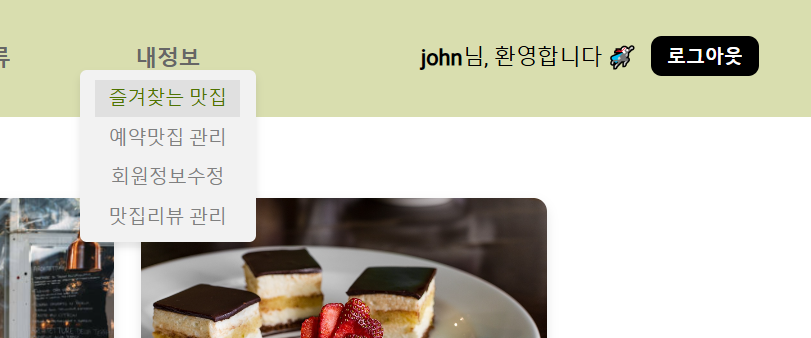 류
내정보
john님, 환영합니다
로그아웃
즐겨찾는 맛집
예약맛집 관리
회원정보수정
맛집리뷰 관리